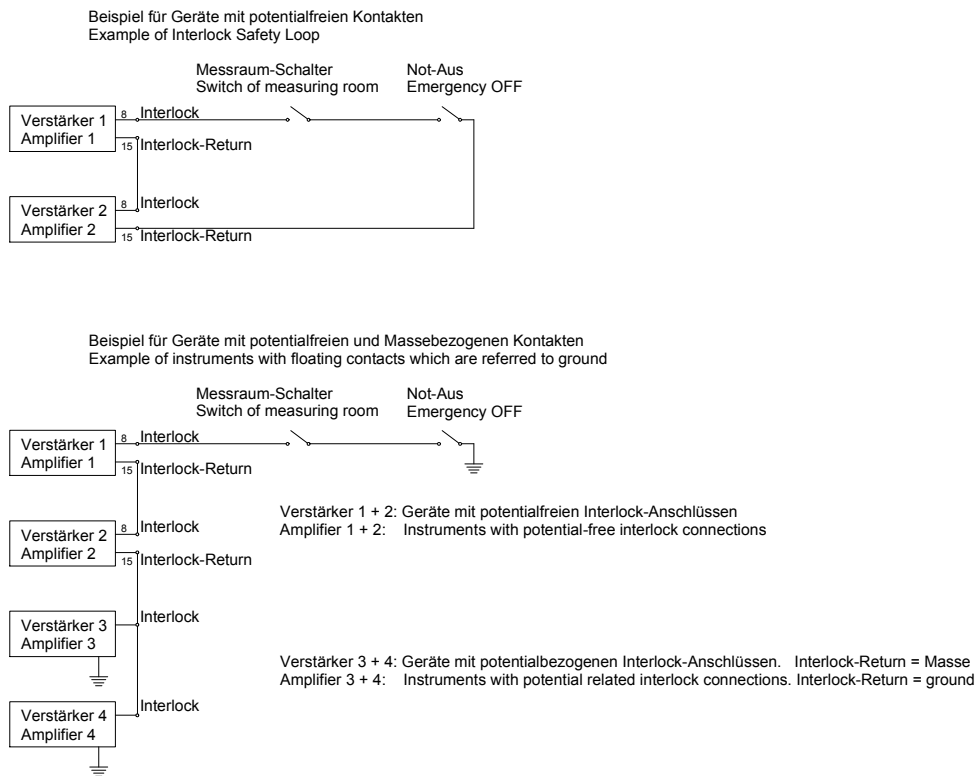 Beispiel für Geräte mit potentialfreien Kontakten
Example of Interlock Safety Loop
Messraum-Schalter
Switch of measuring room
Not-Aus
Emergency OFF
Verstärker 1
Amplifier 1
8
Interlock
15
Interlock-Return
Verstärker 2
Amplifier 2
8
Interlock
15
Interlock-Return
Beispiel für Geräte mit potentialfreien und Massebezogenen Kontakten
Example of instruments with floating contacts which are referred to ground
Messraum-Schalter
Switch of measuring room
Not-Aus
Emergency OFF
Verstärker 1
Amplifier 1
8
Interlock
15
Interlock-Return
Verstärker 2
Amplifier 2
8
Interlock
15
Interlock-Return
Verstärker 1 + 2: Geräte mit potentialfreien Interlock-Anschlüssen
Amplifier 1 + 2: Instruments with potential-free interlock connections
Verstärker 3
Amplifier 3
Interlock
Verstärker 3 + 4: Geräte mit potentialbezogenen Interlock-Anschlüssen. Interlock-Return = Masse
Amplifier 3 + 4: Instruments with potential related interlock connections. Interlock-Return = ground
Verstärker 4
Amplifier 4
Interlock